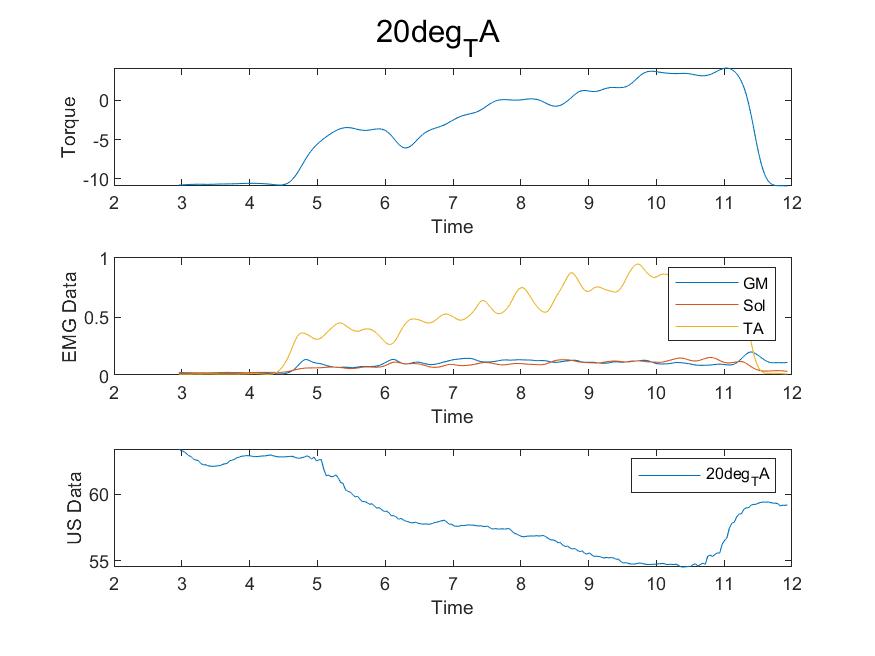 20deg_TA
Torque
0
-5
-10
2 3 4 5 6 7 8 9 10 11 12
Time
EMG Data
1
0.5
0
GM
Sol
TA
2 3 4 5 6 7 8 9 10 11 12
Time
US Data
60
55
20deg_TA
2 3 4 5 6 7 8 9 10 11 12
Time